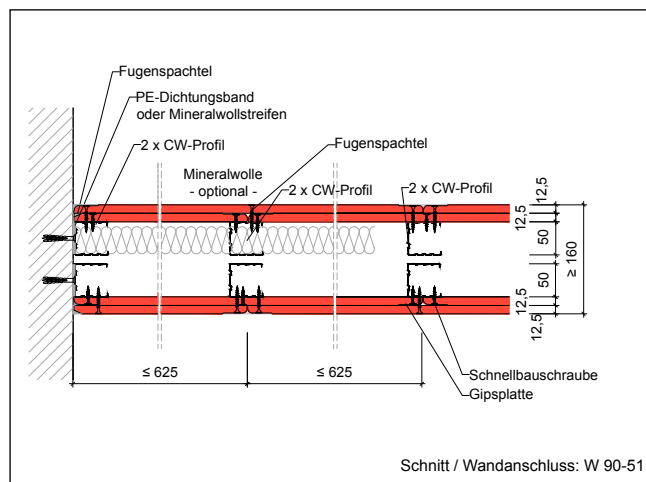 Fugenspachtel
PE-Dichtungsband
oder Mineralwollstreifen
2 x CW-Profil
Fugenspachtel
Mineralwolle
- optional -
2 x CW-Profil
2 x CW-Profil
12,5
12,5
50
≥ 160
50
12,5
12,5
≤ 625
≤ 625
Schnellbauschraube
Gipsplatte
Schnitt / Wandanschluss: W 90-51